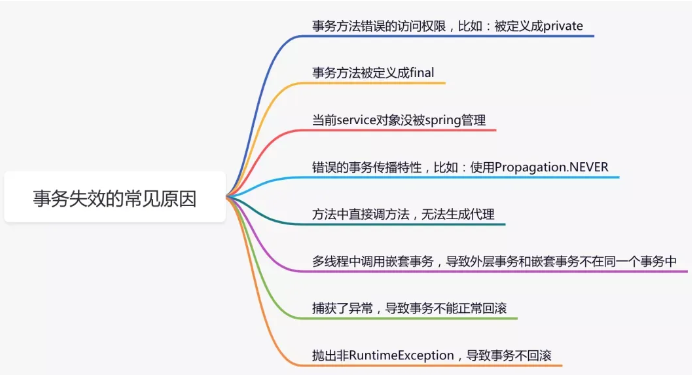 事务方法错误的访问权限，比如：被定义成private
事务方法被定义成final
当前service对象没被spring管理
错误的事务传播特性，比如：使用Propagation.NEVER
事务失效的常见原因
方法中直接调方法，无法生成代理
多线程中调用嵌套事务，导致外层事务和嵌套事务不在同一个事务中
捕获了异常，导致事务不能正常回滚
抛出非RuntimeException，导致事务不回滚